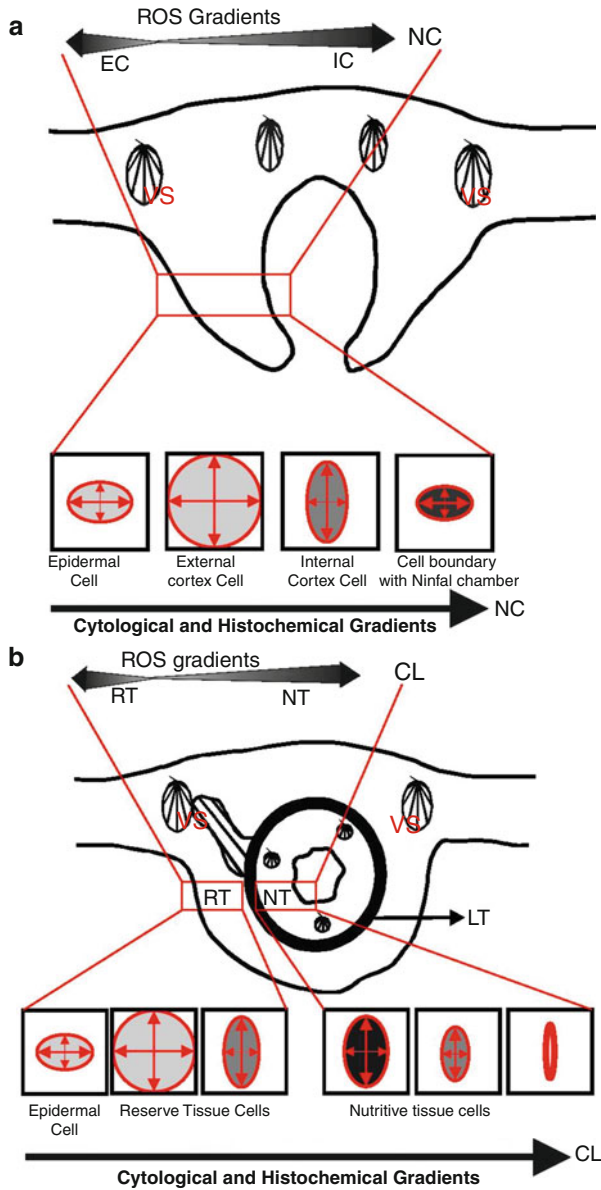 a
ROS Gradients
EC
IC
NC
VS
VS
Epidermal
Cell
External
cortex Cell
Internal
Cortex Cell
Cell boundary
with Ninfal chamber
NC
Cytological and Histochemical Gradients
b
ROS gradients
RT
NT
CL
VS
VS
RT
NT
LT
Epidermal
Cell
Reserve Tissue Cells
Nutritive tissue cells
CL
Cytological and Histochemical Gradients